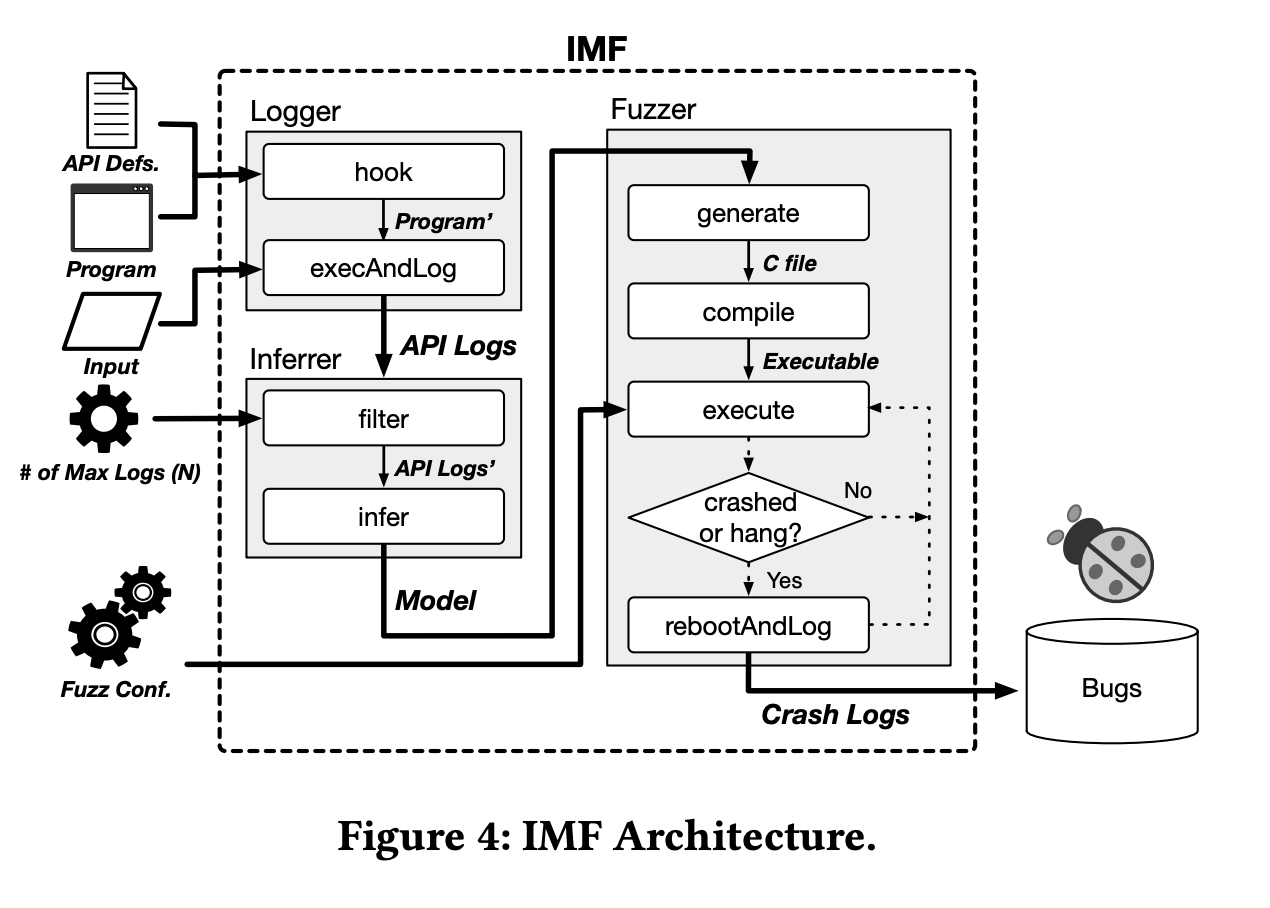 IMF
API Defs.
Program
Input
# of Max Logs (N)
Fuzz Conf.
Logger
hook
Program’
execAndLog
API Logs
Inferrer
filter
API Logs’
infer
Model
Fuzzer
generate
C file
compile
Executable
execute
crashed
or hang?
No
Yes
rebootAndLog
Crash Logs
Bugs
Figure 4: IMF Architecture.